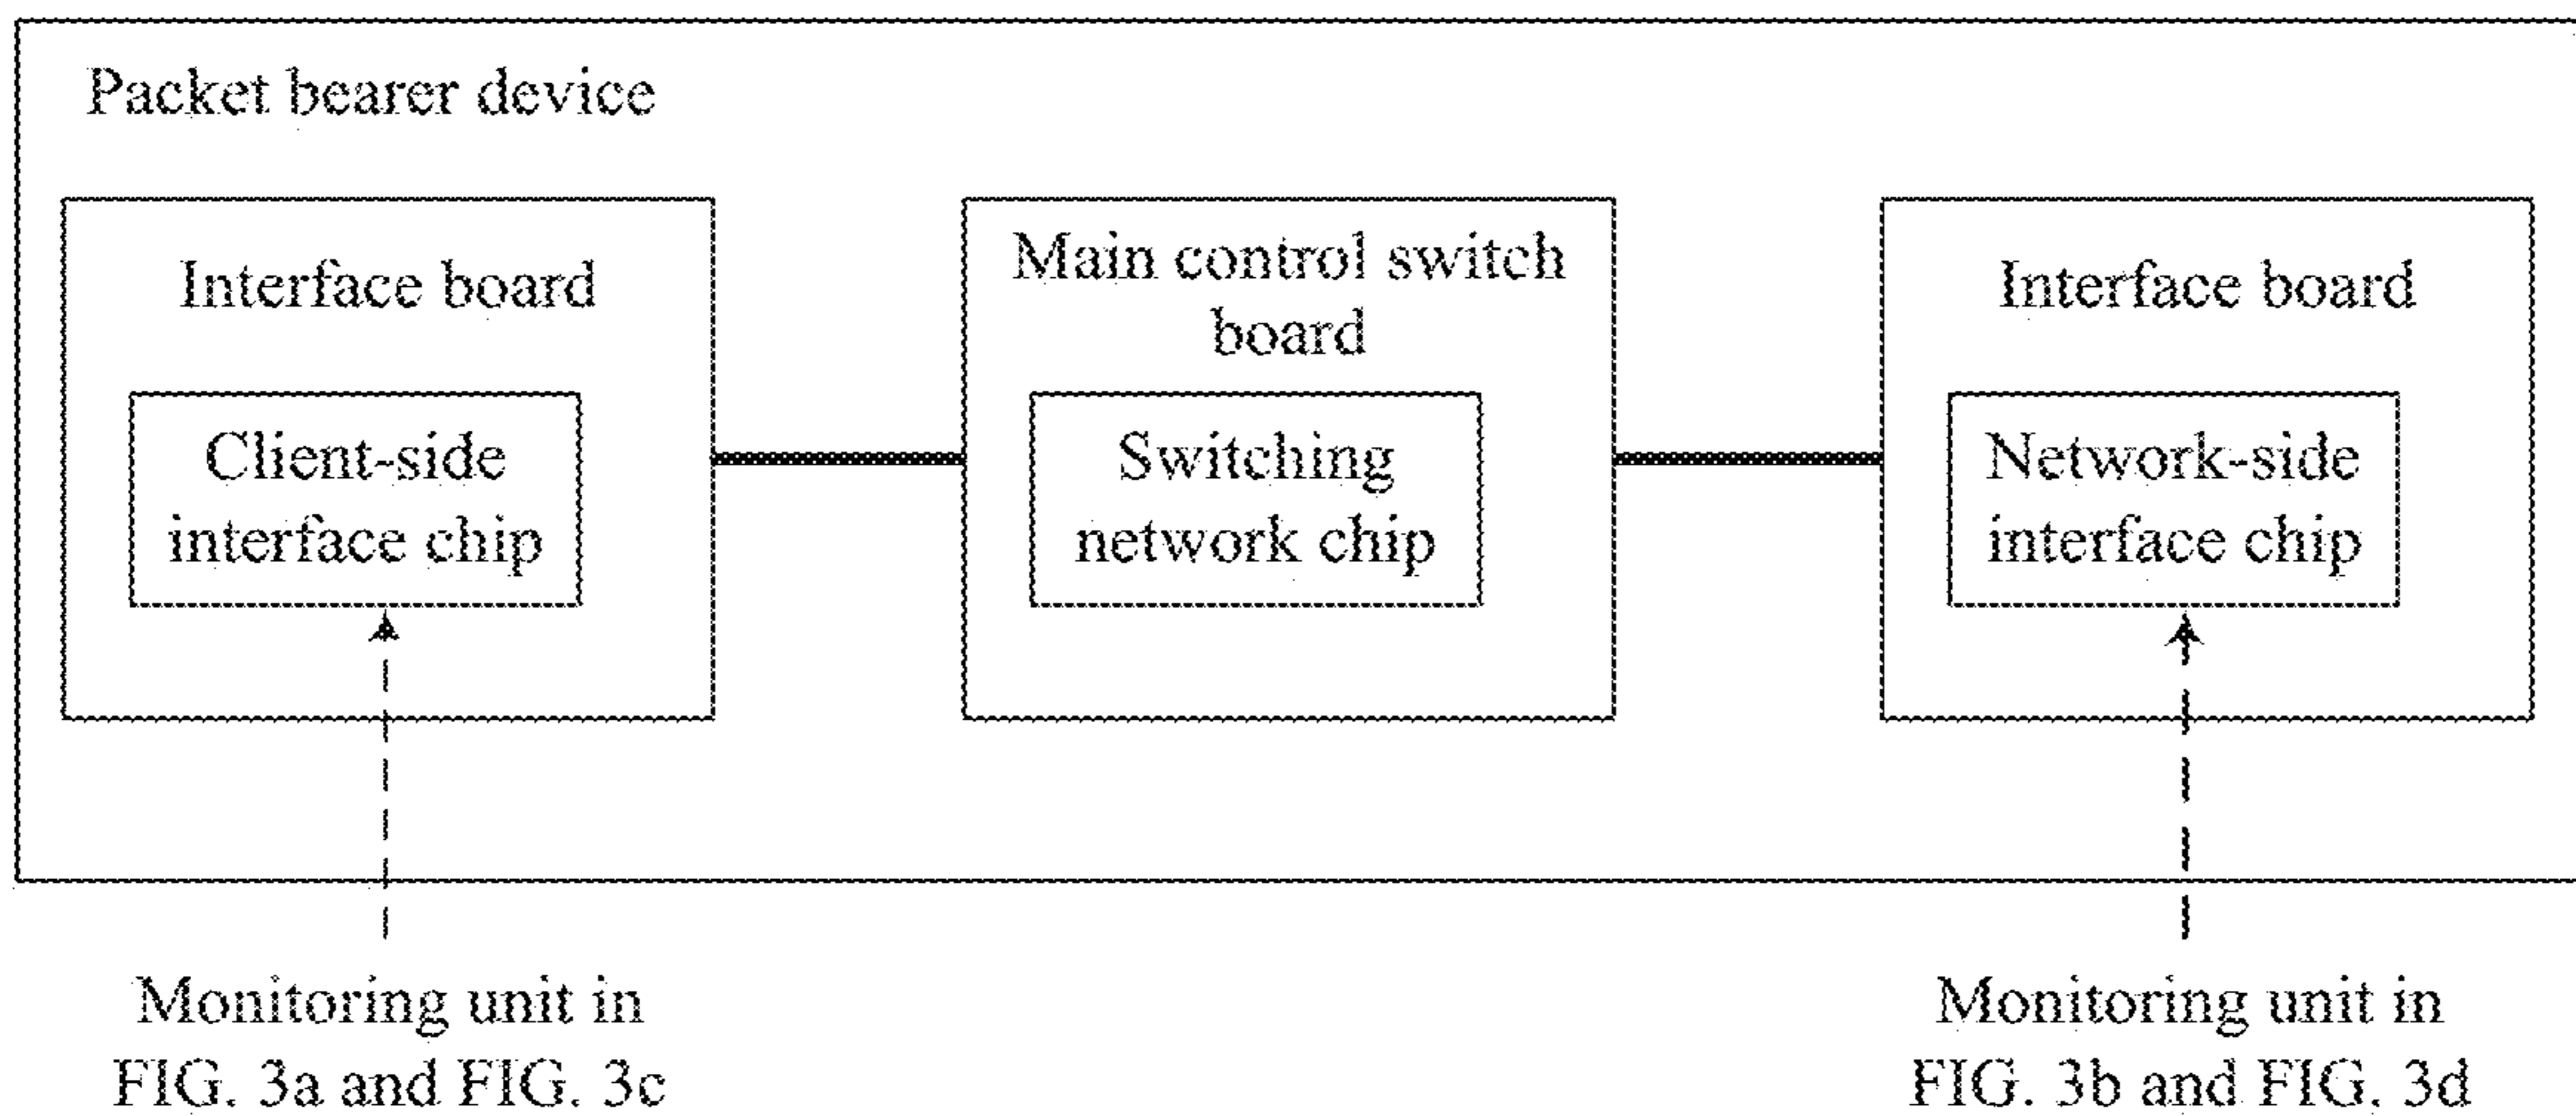 Packet bearer device
Interface board
Client-side
interface chip
Main control switch
board
Switching
network chip
Interface board
Network-side
interface chip
Monitoring unit in
FIG. 3a and FIG. 3c
Monitoring unit in
FIG. 3b and FIG. 3d